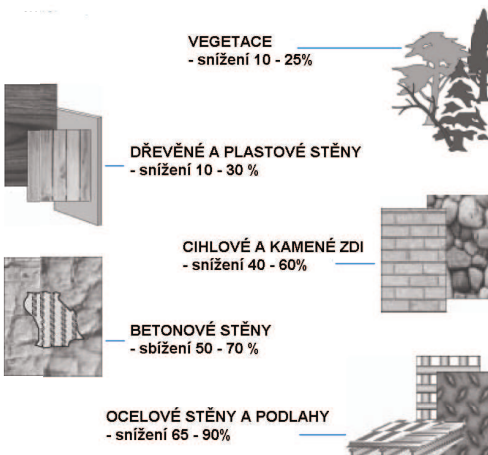 VEGETACE
- snížení 10 - 25%
DŘEVĚNÉ A PLASTOVÉ STĚNY
- snížení 10 - 30 %
CIHLOVÉ A KAMENÉ ZDI
- snížení 40 - 60%
BETONOVÉ STĚNY
- sbížení 50 - 70 %
OCELOVÉ STĚNY A PODLAHY
- snížení 65 - 90%